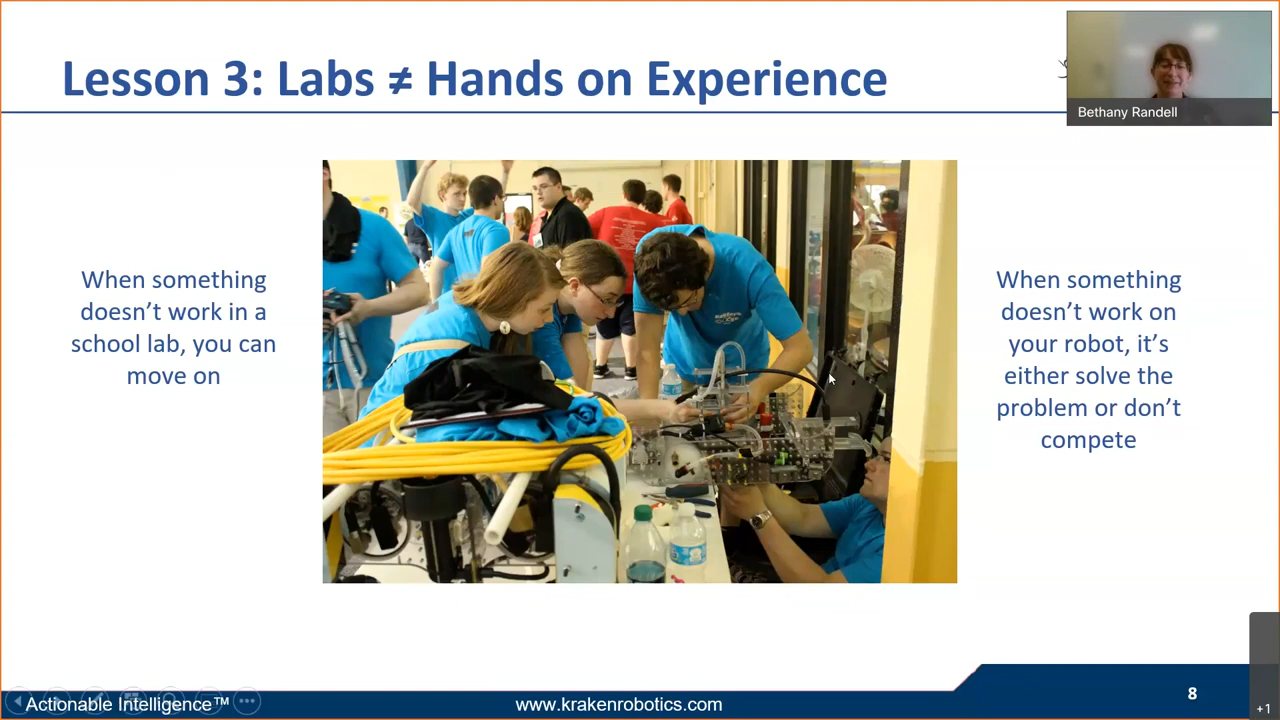 Lesson 3: Labs ≠ Hands on Experience
Bethany Randell
When something
doesn’t work in a
school lab, you can
move on
When something
doesn’t work on
your robot, it’s
either solve the
problem or don’t
compete
Actionable Intelligence™
www.krakenrobotics.com
8
+1